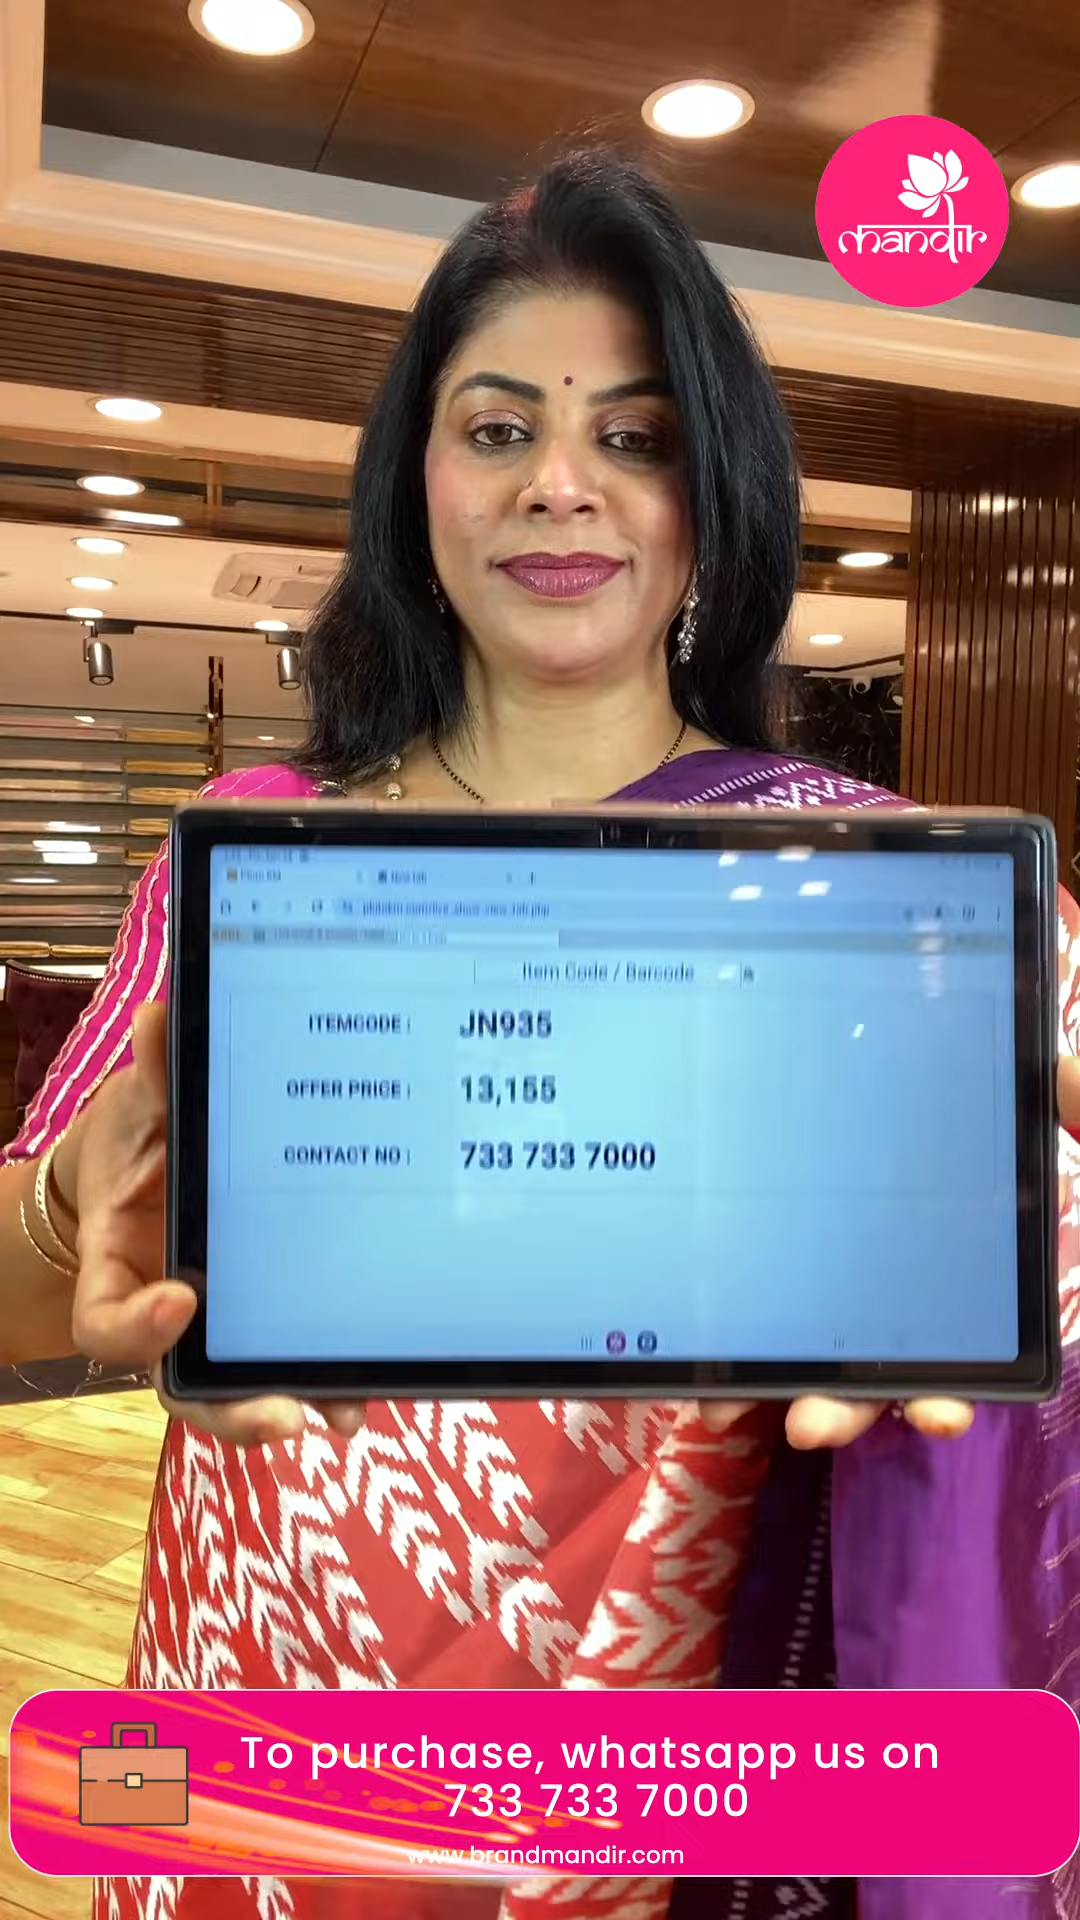 mandir
Item Code / Barcode
ITEMCODE : JN935
OFFER PRICE : 13,155
CONTACT NO : 733 733 7000
To purchase, whatsapp us on
733 733 7000
www.brandmandir.com